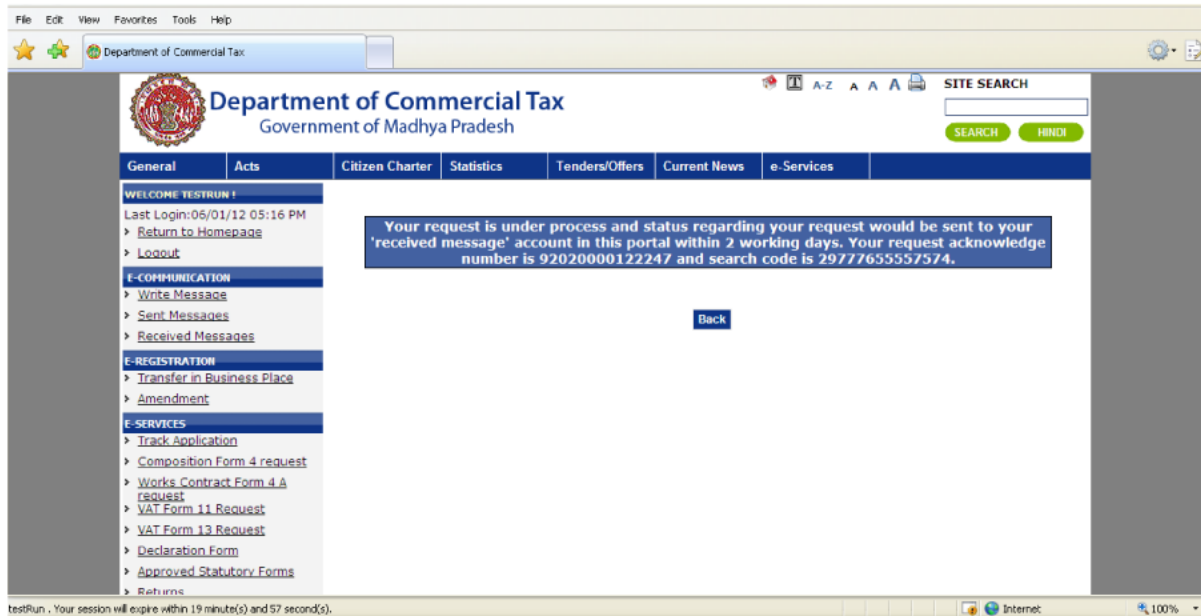 File Edit View Favorites Tools Help
Department of Commercial Tax
Department of Commercial Tax
Government of Madhya Pradesh
A-Z A A A
SITE SEARCH
SEARCH HINDI
General Acts Citizen Charter Statistics Tenders/Offers Current News e-Services
WELCOME TESTRUN !
Last Login:06/01/12 05:16 PM
Return to Homepage
Logout
E-COMMUNICATION
Write Message
Sent Messages
Received Messages
E-REGISTRATION
Transfer in Business Place
Amendment
E-SERVICES
Track Application
Composition Form 4 request
Works Contract Form 4 A
request
VAT Form 11 Request
VAT Form 13 Request
Declaration Form
Approved Statutory Forms
Returns
Your request is under process and status regarding your request would be sent to your
'received message' account in this portal within 2 working days. Your request acknowledge
number is 92020000122247 and search code is 29777655557574.
Back
testRun . Your session will expire within 19 minute(s) and 57 second(s).
Internet
100%